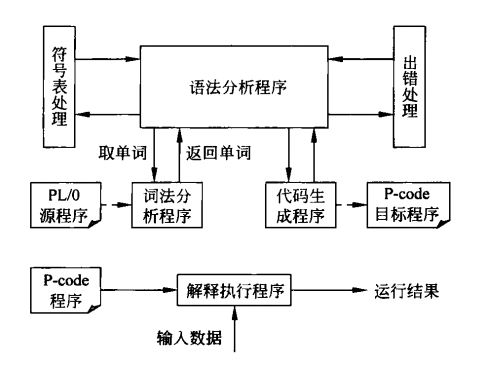 符号表处理
语法分析程序
出错处理
取单词
返回单词
PL/0
源程序
词法分
析程序
代码生
成程序
P-code
目标程序
P-code
程序
解释执行程序
运行结果
输入数据